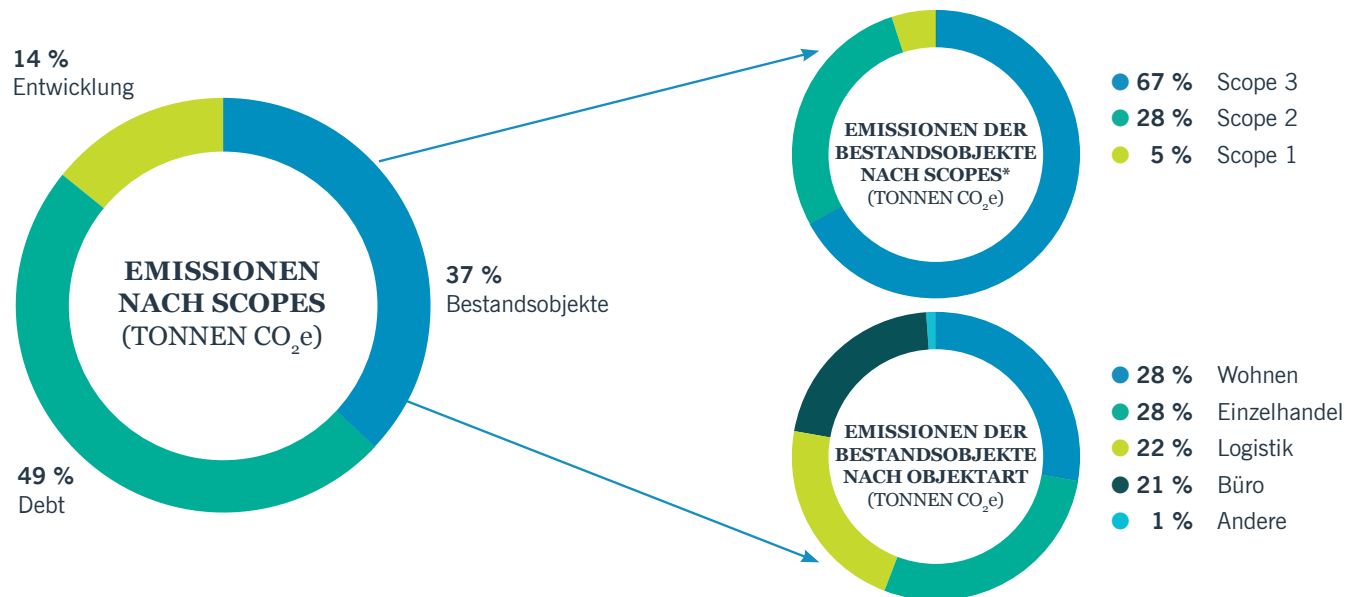 14 %
Entwicklung
EMISSIONEN
NACH SCOPES
(TONNEN CO₂e)
37 %
Bestandsobjekte
49 %
Debt
EMISSIONEN DER
BESTANDSOBJEKTE
NACH SCOPES*
(TONNEN CO₂e)
67 % Scope 3
28 % Scope 2
5 % Scope 1
EMISSIONEN DER
BESTANDSOBJEKTE
NACH OBJEKTART
(TONNEN CO₂e)
28 % Wohnen
28 % Einzelhandel
22 % Logistik
21 % Büro
1 % Andere